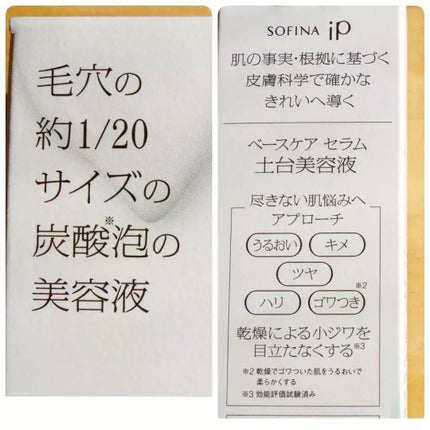 毛穴の
約1/20
サイズの
炭酸※泡の
美容液
SOFINA iP
肌の事実・根拠に基づく
皮膚科学で確かな
きれいへ導く
ベースケア セラム
土台美容液
尽きない肌悩みへ
アプローチ
うるおい キメ
ツヤ
ハリ ゴワつき※2
乾燥による小ジワを
目立たなくする※3
※2 乾燥でゴワついた肌をうるおいで
柔らかくする
※3 効能評価試験済み